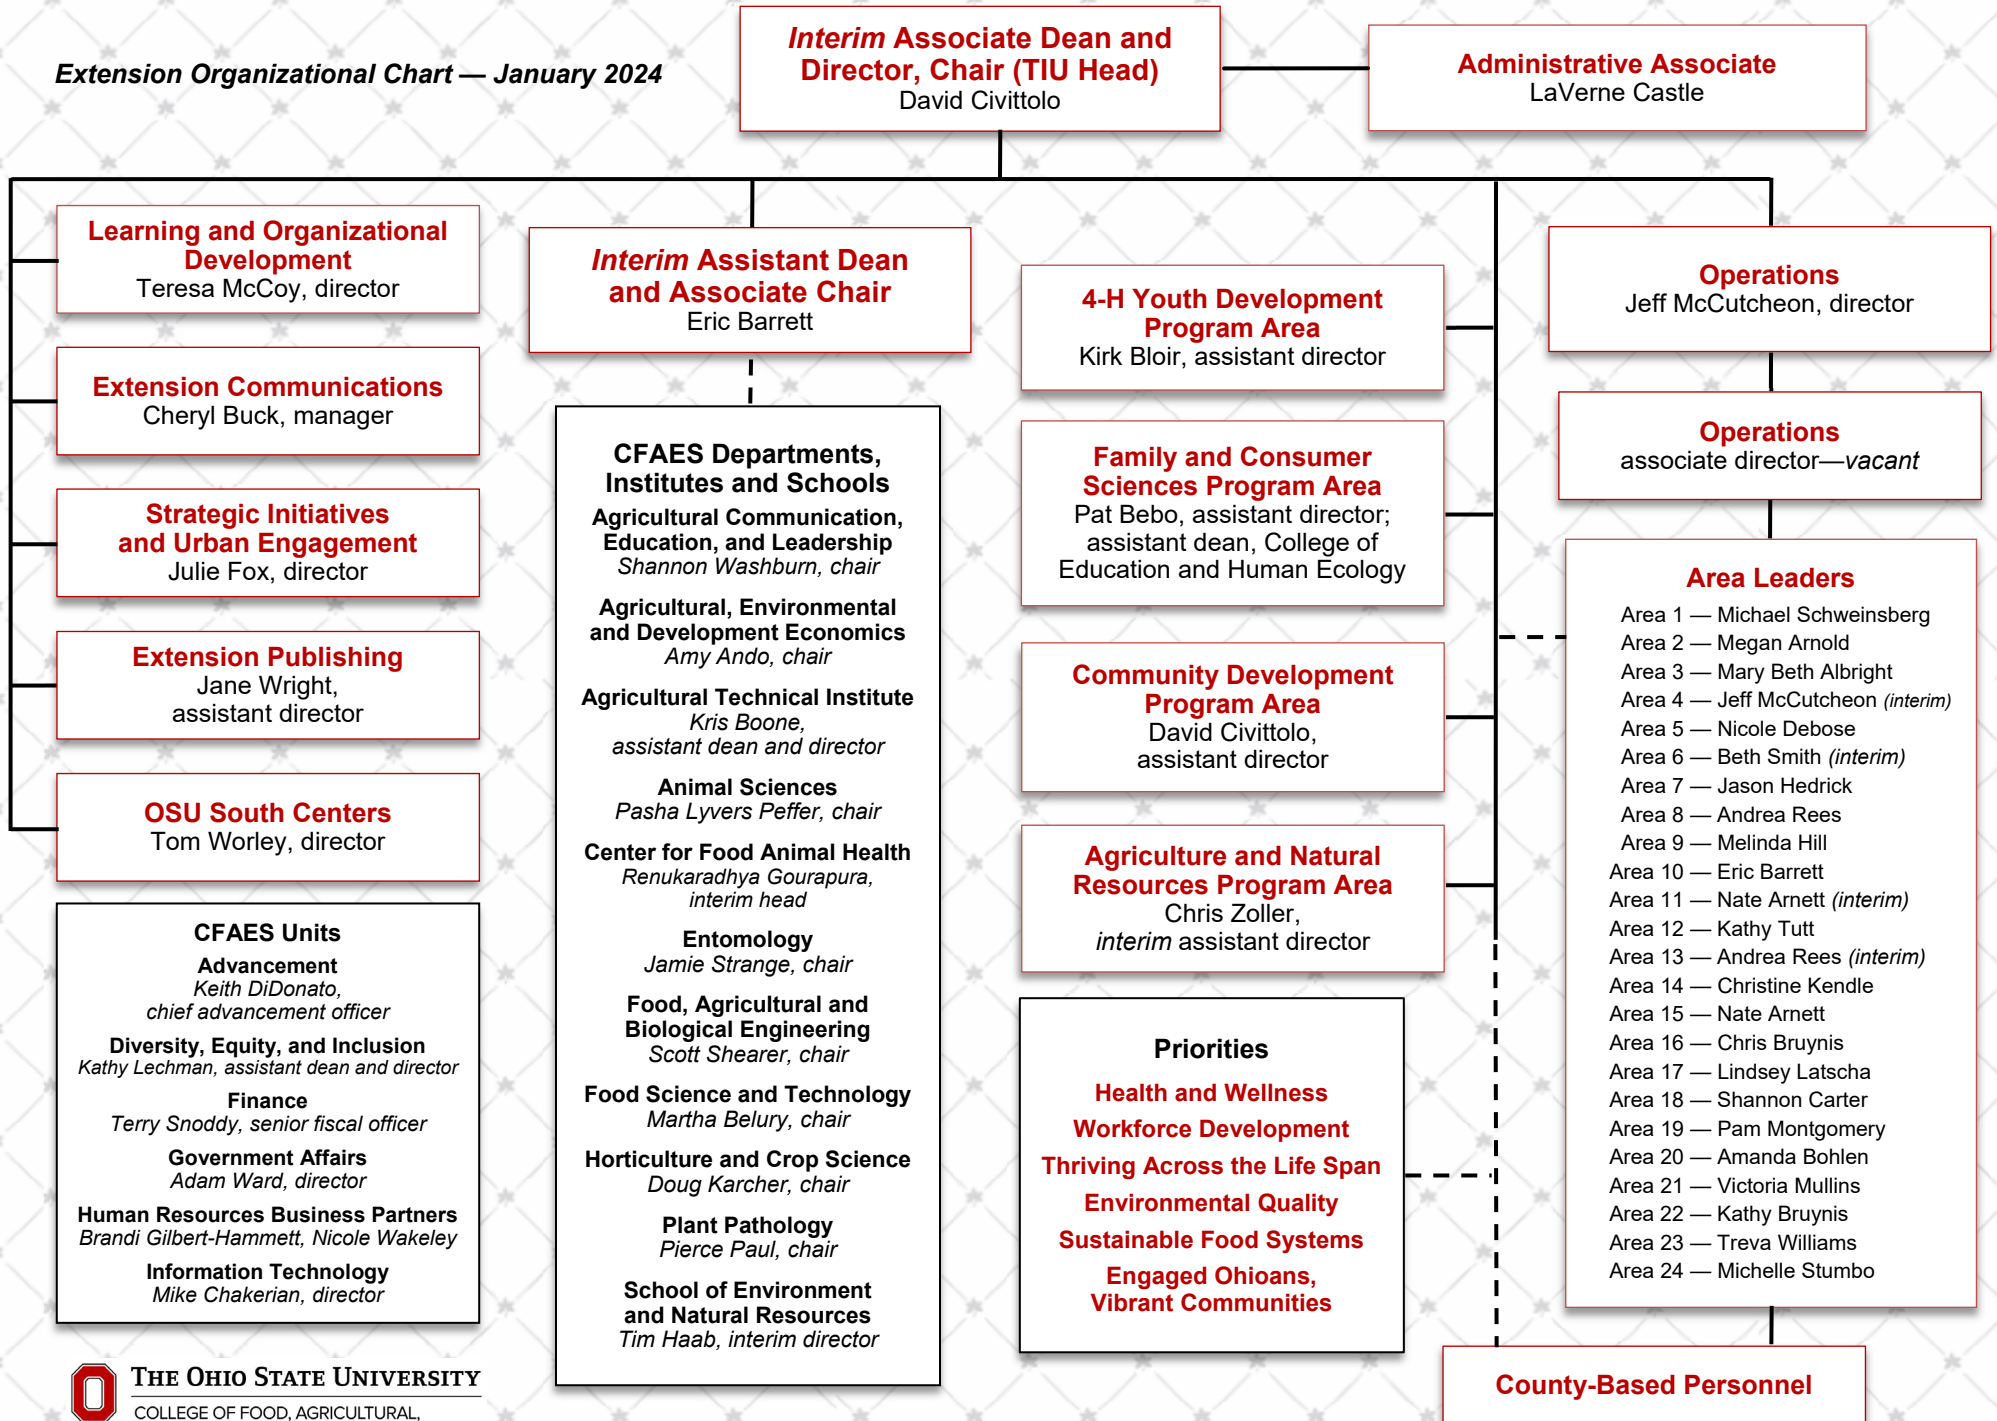 Extension Organizational Chart — January 2024
Interim Associate Dean and
Director, Chair (TIU Head)
David Civittolo
Administrative Associate
LaVerne Castle
Learning and Organizational
Development
Teresa McCoy, director
Extension Communications
Cheryl Buck, manager
Strategic Initiatives
and Urban Engagement
Julie Fox, director
Extension Publishing
Jane Wright,
assistant director
OSU South Centers
Tom Worley, director
CFAES Units
Advancement
Keith DiDonato,
chief advancement officer
Diversity, Equity, and Inclusion
Kathy Lechman, assistant dean and director
Finance
Terry Snoddy, senior fiscal officer
Government Affairs
Adam Ward, director
Human Resources Business Partners
Brandi Gilbert-Hammett, Nicole Wakeley
Information Technology
Mike Chakerian, director
THE OHIO STATE UNIVERSITY
COLLEGE OF FOOD, AGRICULTURAL,
Interim Assistant Dean
and Associate Chair
Eric Barrett
CFAES Departments,
Institutes and Schools
Agricultural Communication,
Education, and Leadership
Shannon Washburn, chair
Agricultural, Environmental
and Development Economics
Amy Ando, chair
Agricultural Technical Institute
Kris Boone,
assistant dean and director
Animal Sciences
Pasha Lyvers Peffer, chair
Center for Food Animal Health
Renukaradhya Gourapura,
interim head
Entomology
Jamie Strange, chair
Food, Agricultural and
Biological Engineering
Scott Shearer, chair
Food Science and Technology
Martha Belury, chair
Horticulture and Crop Science
Doug Karcher, chair
Plant Pathology
Pierce Paul, chair
School of Environment
and Natural Resources
Tim Haab, interim director
4-H Youth Development
Program Area
Kirk Bloir, assistant director
Family and Consumer
Sciences Program Area
Pat Bebo, assistant director;
assistant dean, College of
Education and Human Ecology
Community Development
Program Area
David Civittolo,
assistant director
Agriculture and Natural
Resources Program Area
Chris Zoller,
interim assistant director
Priorities
Health and Wellness
Workforce Development
Thriving Across the Life Span
Environmental Quality
Sustainable Food Systems
Engaged Ohioans,
Vibrant Communities
Operations
Jeff McCutcheon, director
Operations
associate director—vacant
Area Leaders
Area 1 — Michael Schweinsberg
Area 2 — Megan Arnold
Area 3 — Mary Beth Albright
Area 4 — Jeff McCutcheon (interim)
Area 5 — Nicole Debose
Area 6 — Beth Smith (interim)
Area 7 — Jason Hedrick
Area 8 — Andrea Rees
Area 9 — Melinda Hill
Area 10 — Eric Barrett
Area 11 — Nate Arnett (interim)
Area 12 — Kathy Tutt
Area 13 — Andrea Rees (interim)
Area 14 — Christine Kendle
Area 15 — Nate Arnett
Area 16 — Chris Bruynis
Area 17 — Lindsey Latscha
Area 18 — Shannon Carter
Area 19 — Pam Montgomery
Area 20 — Amanda Bohlen
Area 21 — Victoria Mullins
Area 22 — Kathy Bruynis
Area 23 — Treva Williams
Area 24 — Michelle Stumbo
County-Based Personnel